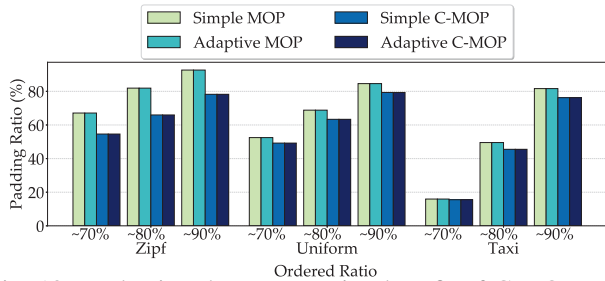 Simple MOP Simple C-MOP
Adaptive MOP Adaptive C-MOP
Padding Ratio (%)
80
60
40
20
0
~70% ~80% ~90% ~70% ~80% ~90% ~70% ~80% ~90%
Zipf Uniform Taxi
Ordered Ratio